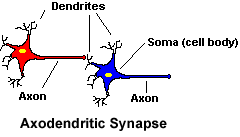 Dendrites
Soma (cell body)
Axon
Axon
Axodendritic Synapse